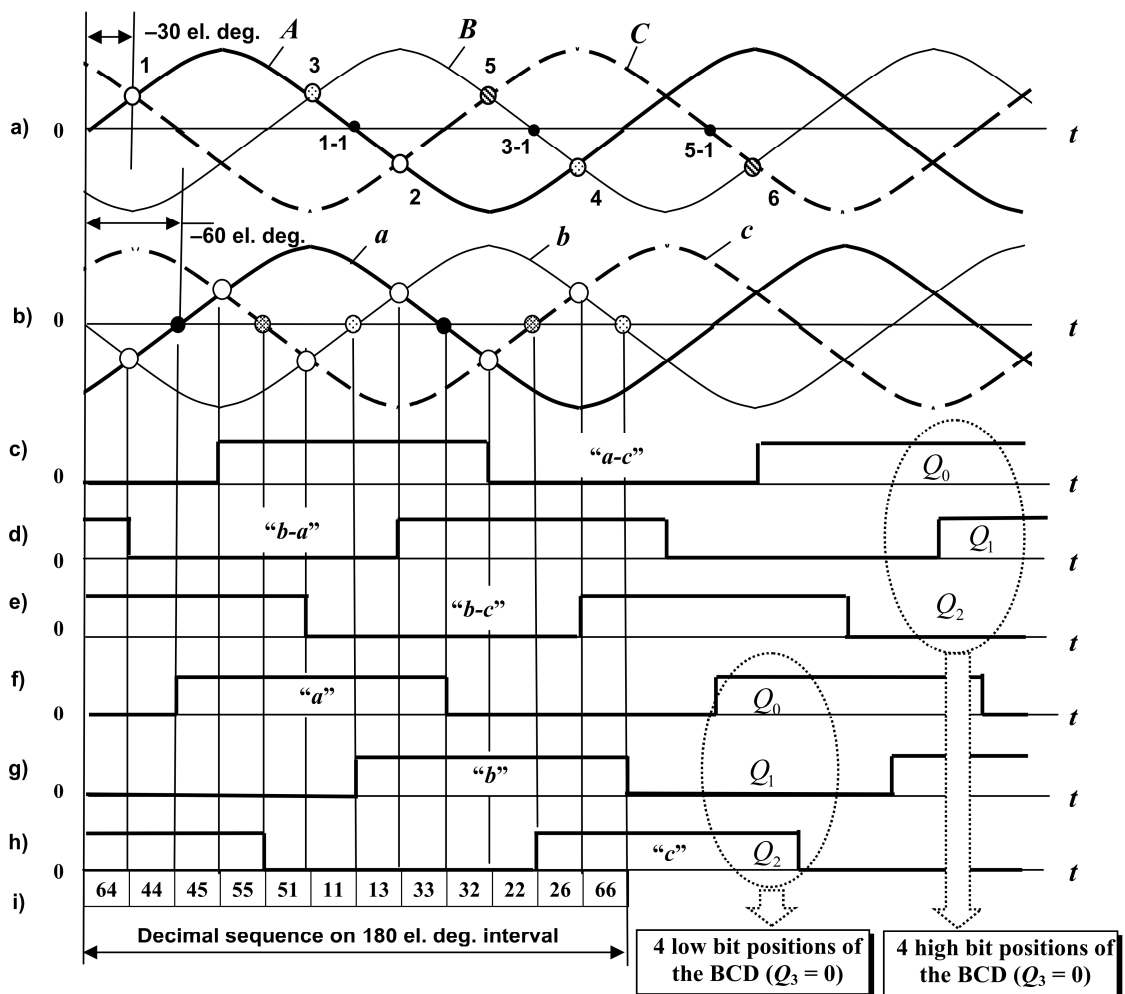 –30 el. deg.
A
B
C
1
3
5
a)
0
1-1
3-1
5-1
t
2
4
6
–60 el. deg.
a
b
c
b)
0
t
c)
0
“a-c”
Q0
t
d)
0
“b-a”
Q1
t
e)
0
“b-c”
Q2
t
f)
0
“a”
Q0
t
g)
0
“b”
Q1
t
h)
0
“c”
Q2
t
i)
64 44 45 55 51 11 13 33 32 22 26 66
Decimal sequence on 180 el. deg. interval
4 low bit positions of
the BCD (Q3 = 0)
4 high bit positions of
the BCD (Q3 = 0)